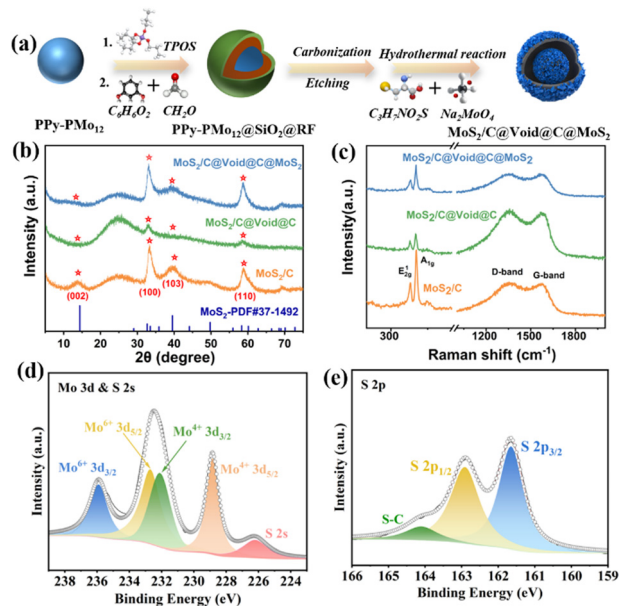 (a)
1.
TPOS
2.
+
C₆H₆O₂
CH₂O
Carbonization
Etching
Hydrothermal reaction
+
C₃H₇NO₂S
Na₂MoO₄
PPy-PMo₁₂
PPy-PMo₁₂@SiO₂@RF
MoS₂/C@Void@C@MoS₂
(b)
Intensity (a.u.)
MoS₂/C@Void@C@MoS₂
MoS₂/C@Void@C
MoS₂/C
(002)
(100)
(103)
(110)
MoS₂-PDF#37-1492
10 20 30 40 50 60 70
2θ (degree)
(c)
Intensity(a.u.)
MoS₂/C@Void@C@MoS₂
MoS₂/C@Void@C
A₁g
E¹₂g
MoS₂/C
D-band
G-band
300 1200 1500 1800
Raman shift (cm⁻¹)
(d)
Mo 3d & S 2s
Intensity (a.u.)
Mo⁶⁺ 3d₅/₂
Mo⁴⁺ 3d₃/₂
Mo⁶⁺ 3d₃/₂
Mo⁴⁺ 3d₅/₂
S 2s
238 236 234 232 230 228 226 224
Binding Energy (eV)
(e)
S 2p
Intensity (a.u.)
S 2p₃/₂
S 2p₁/₂
S-C
166 165 164 163 162 161 160 159
Binding Energy (eV)